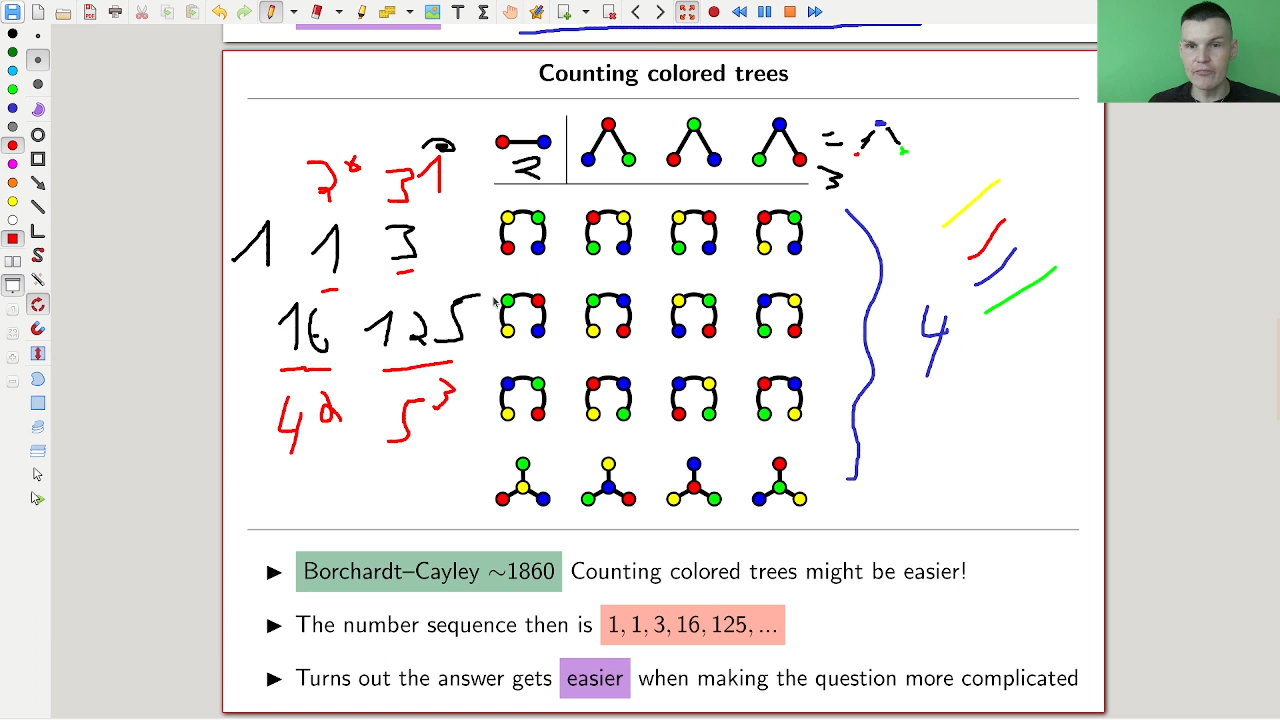 Counting colored trees
2* 3^1
2
= 3
1 1 3
16 125
4^2 5^3
4
Borchardt–Cayley ∼1860 Counting colored trees might be easier!
The number sequence then is 1, 1, 3, 16, 125, ...
Turns out the answer gets easier when making the question more complicated